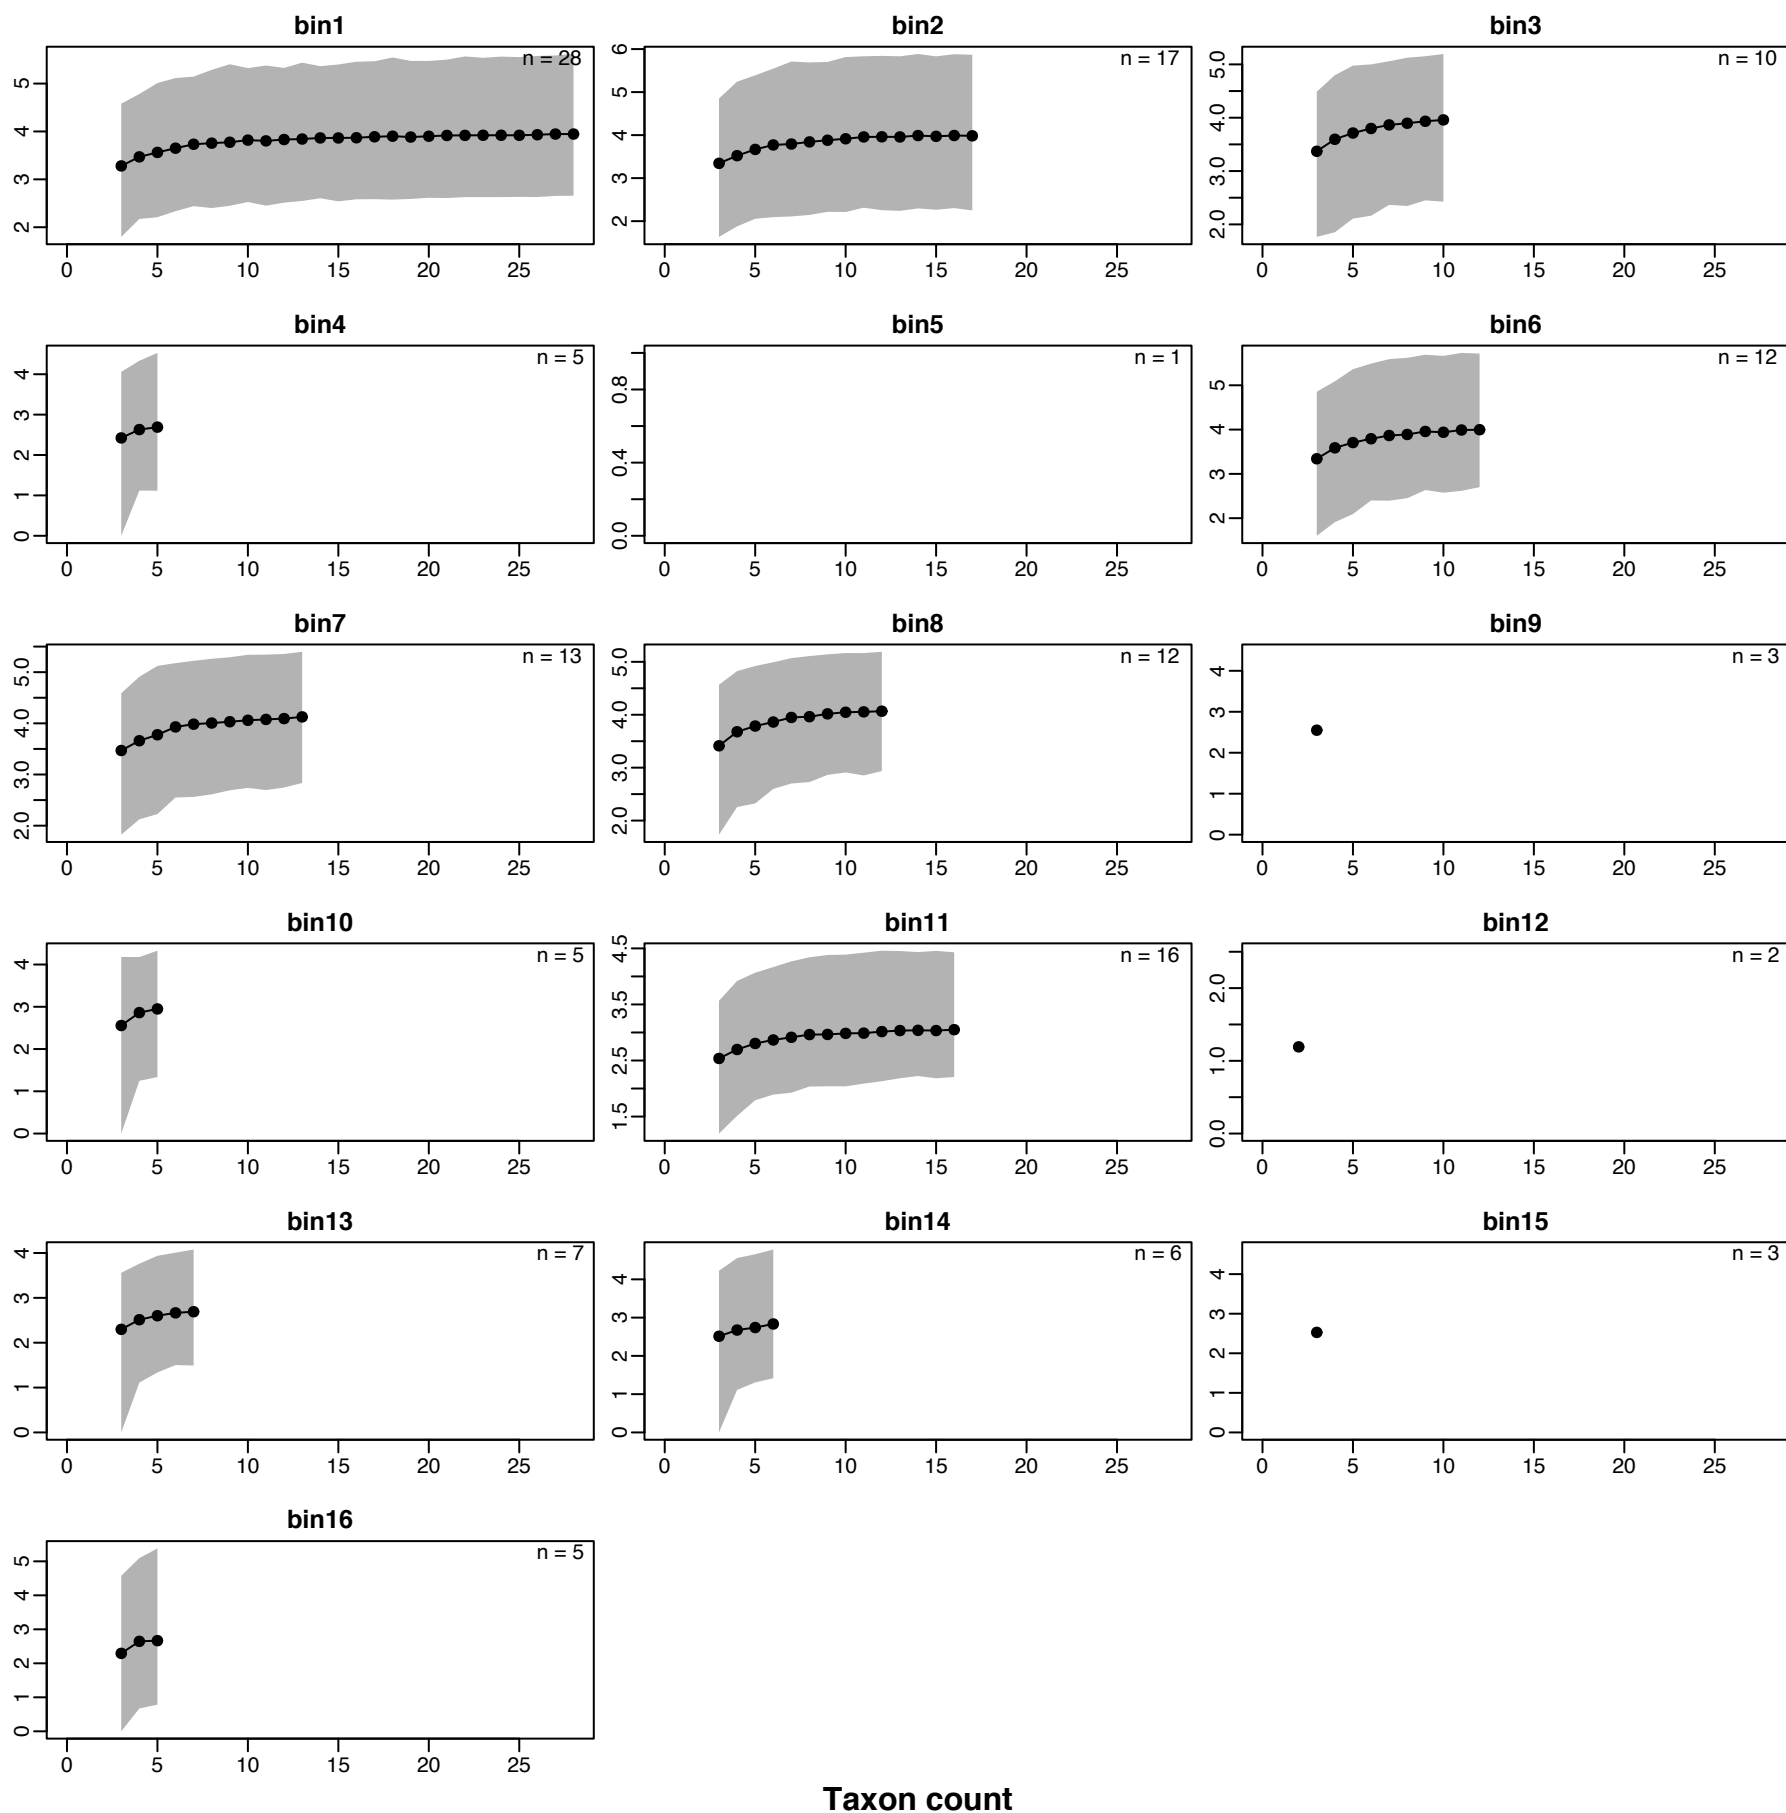 bin1 bin2 bin3
n = 28 n = 17 n = 10
2 3 4 5
2 3 4 5 6
2.0 3.0 4.0 5.0
0 5 10 15 20 25 0 5 10 15 20 25 0 5 10 15 20 25
bin4 bin5 bin6
n = 5 n = 1 n = 12
0 1 2 3 4
0.0 0.4 0.8
2 3 4 5
0 5 10 15 20 25 0 5 10 15 20 25 0 5 10 15 20 25
bin7 bin8 bin9
n = 13 n = 12 n = 3
2.0 3.0 4.0 5.0
2.0 3.0 4.0 5.0
0 1 2 3 4
0 5 10 15 20 25 0 5 10 15 20 25 0 5 10 15 20 25
bin10 bin11 bin12
n = 5 n = 16 n = 2
0 1 2 3 4
1.5 2.5 3.5 4.5
0.0 1.0 2.0
0 5 10 15 20 25 0 5 10 15 20 25 0 5 10 15 20 25
bin13 bin14 bin15
n = 7 n = 6 n = 3
0 1 2 3 4
0 1 2 3 4
0 1 2 3 4
0 5 10 15 20 25 0 5 10 15 20 25 0 5 10 15 20 25
bin16
n = 5
0 1 2 3 4 5
0 5 10 15 20 25
Taxon count